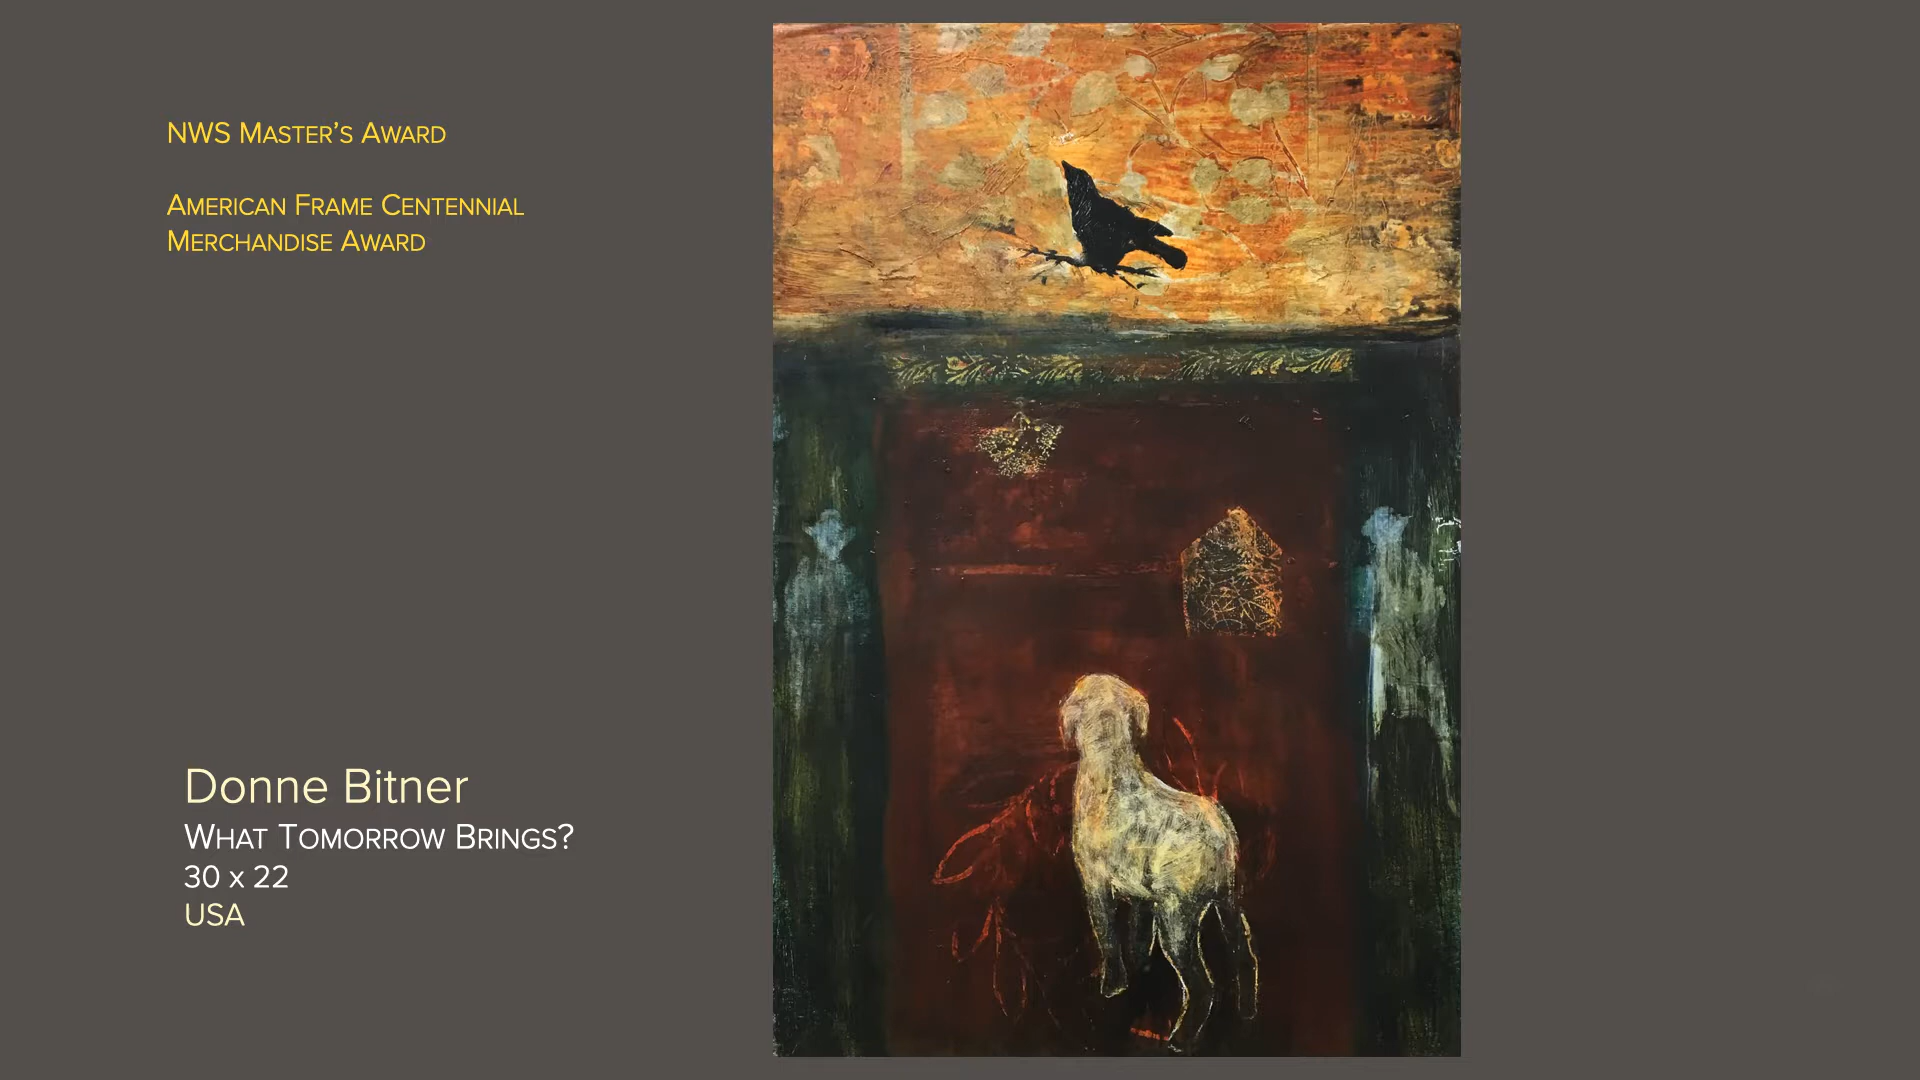 NWS Master's Award
American Frame Centennial
Merchandise Award
Donne Bitner
What Tomorrow Brings?
30 x 22
USA